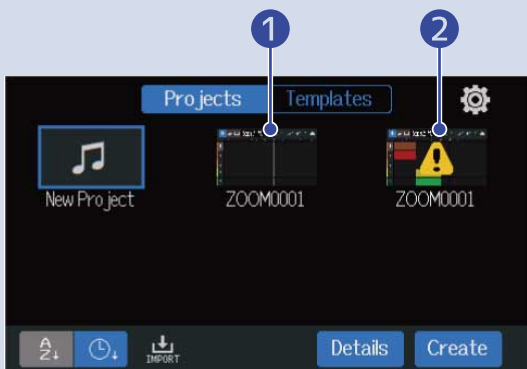 1 2
Projects Templates
New Project ZOOM0001 ZOOM0001
A
Z↓ ↓ IMPORT Details Create